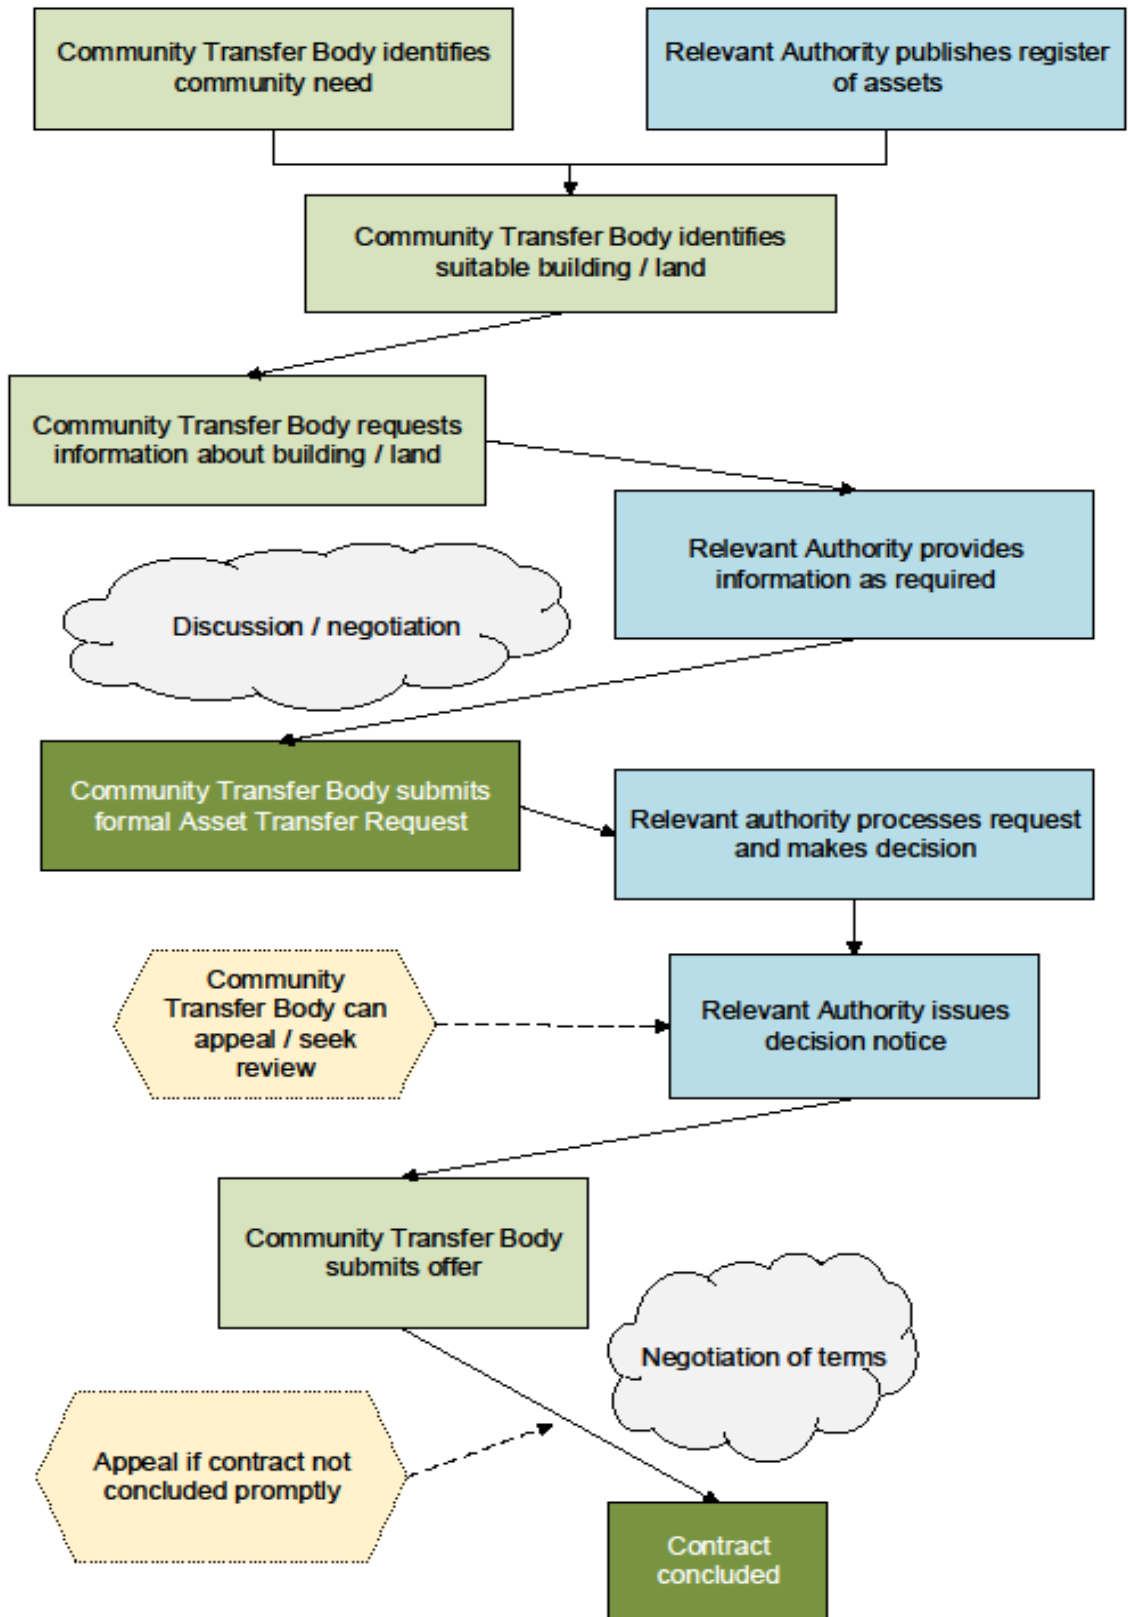 Community Transfer Body identifies
community need
Relevant Authority publishes register
of assets
Community Transfer Body identifies
suitable building / land
Community Transfer Body requests
information about building / land
Relevant Authority provides
information as required
Discussion / negotiation
Community Transfer Body submits
formal Asset Transfer Request
Relevant authority processes request
and makes decision
Community
Transfer Body can
appeal / seek
review
Relevant Authority issues
decision notice
Community Transfer Body
submits offer
Negotiation of terms
Appeal if contract not
concluded promptly
Contract
concluded